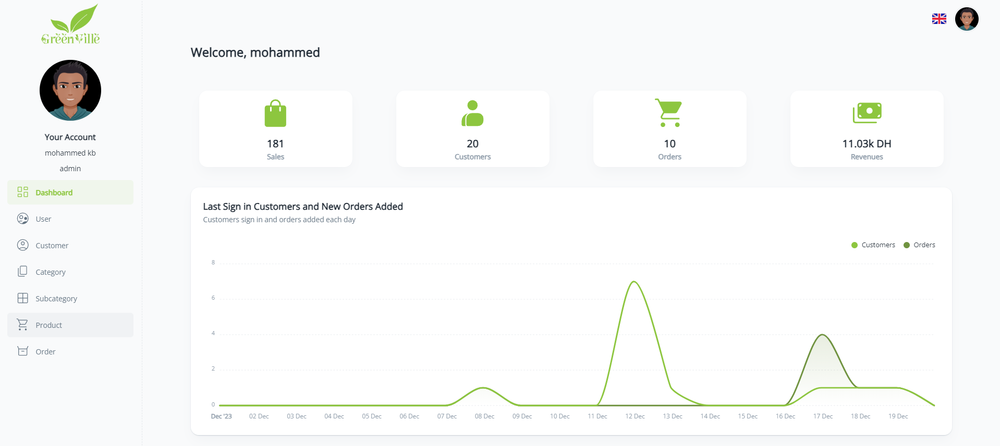 GreenVille
Your Account
mohammed kb
admin
Dashboard
User
Customer
Category
Subcategory
Product
Order
Welcome, mohammed
181
Sales
20
Customers
10
Orders
11.03k DH
Revenues
Last Sign in Customers and New Orders Added
Customers sign in and orders added each day
Customers Orders
8
6
4
2
0
Dec '23 02 Dec 03 Dec 04 Dec 05 Dec 06 Dec 07 Dec 08 Dec 09 Dec 10 Dec 11 Dec 12 Dec 13 Dec 14 Dec 15 Dec 16 Dec 17 Dec 18 Dec 19 Dec